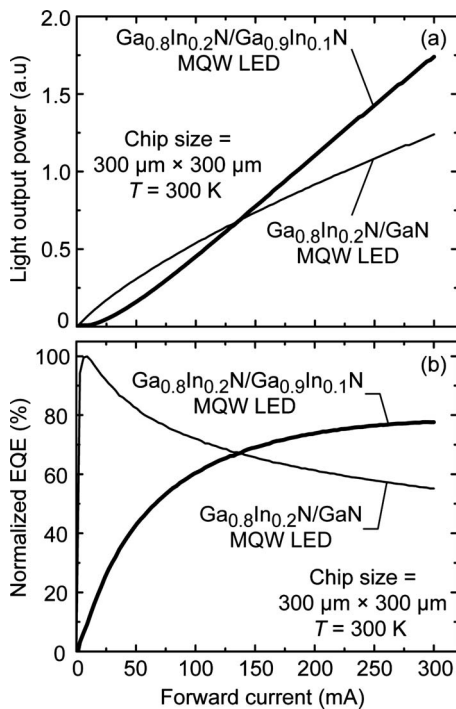 (a)
Ga0.8In0.2N/Ga0.9In0.1N
MQW LED
Chip size =
300 µm × 300 µm
T = 300 K
Ga0.8In0.2N/GaN
MQW LED
Light output power (a.u)
2.0
1.5
1.0
0.5
0
(b)
Ga0.8In0.2N/Ga0.9In0.1N
MQW LED
Ga0.8In0.2N/GaN
MQW LED
Chip size =
300 µm × 300 µm
T = 300 K
Normalized EQE (%)
100
80
60
40
20
0
0 50 100 150 200 250 300
Forward current (mA)